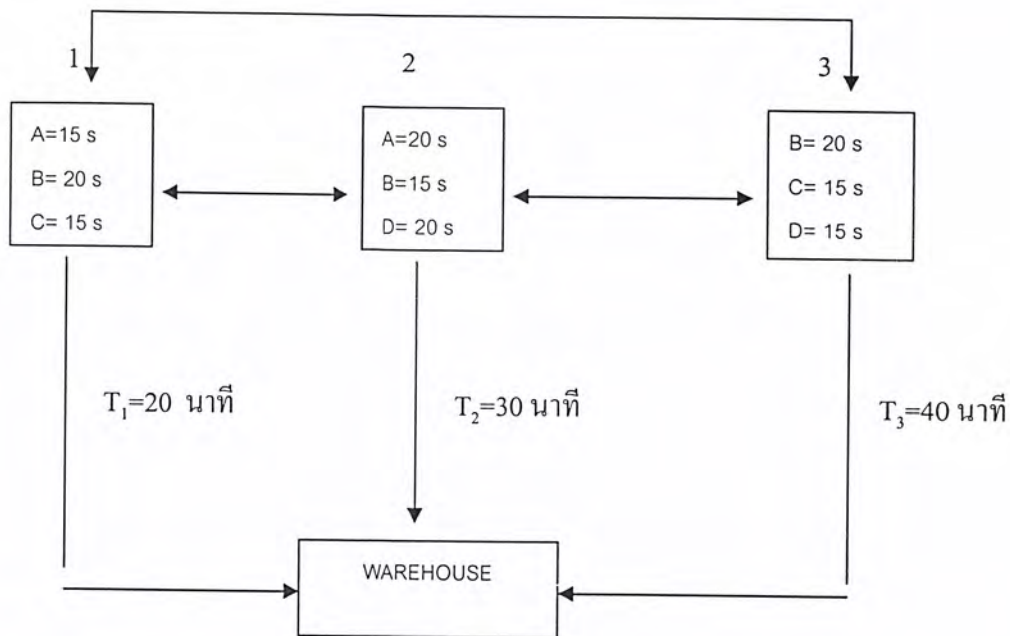 1
2
3
A=15 s
B= 20 s
C= 15 s
A=20 s
B=15 s
D= 20 s
B= 20 s
C= 15 s
D= 15 s
T₁=20 นาที
T₂=30 นาที
T₃=40 นาที
WAREHOUSE